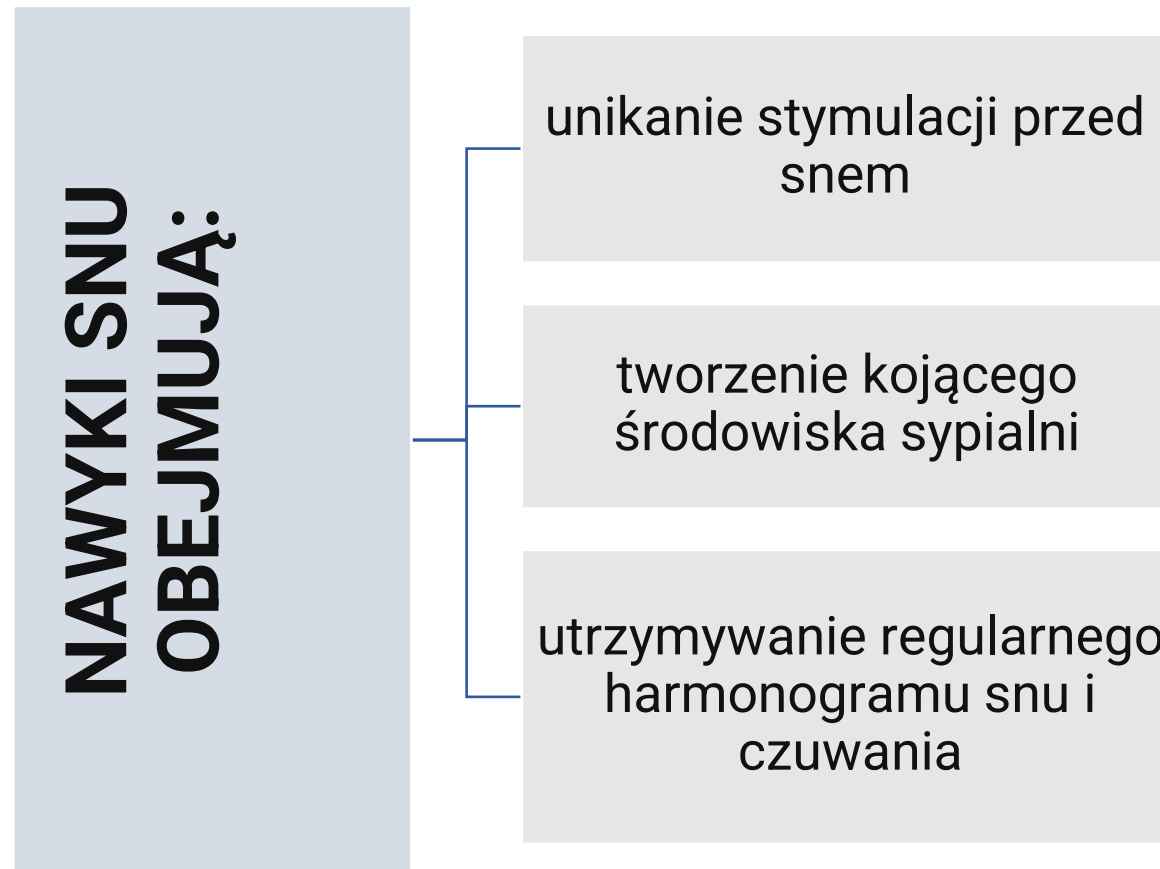 NAWYKI SNU
OBEJMUJĄ:
unikanie stymulacji przed
snem
tworzenie kojącego
środowiska sypialni
utrzymywanie regularnego
harmonogramu snu i
czuwania